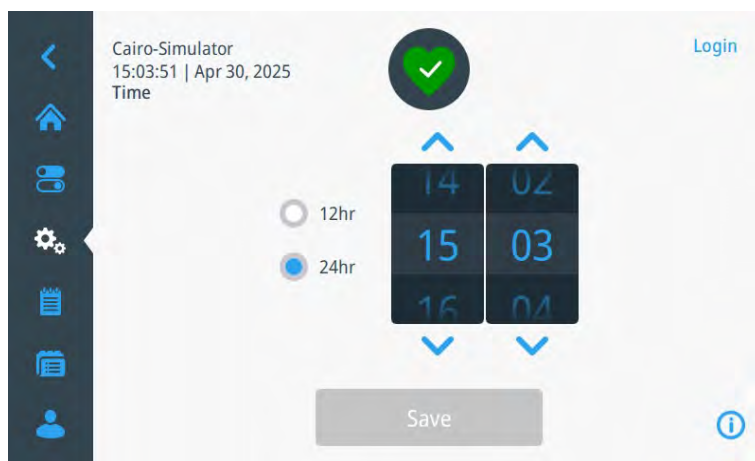 Cairo-Simulator
15:03:51 | Apr 30, 2025
Time
Login
12hr
24hr
14 02
15 03
16 04
Save